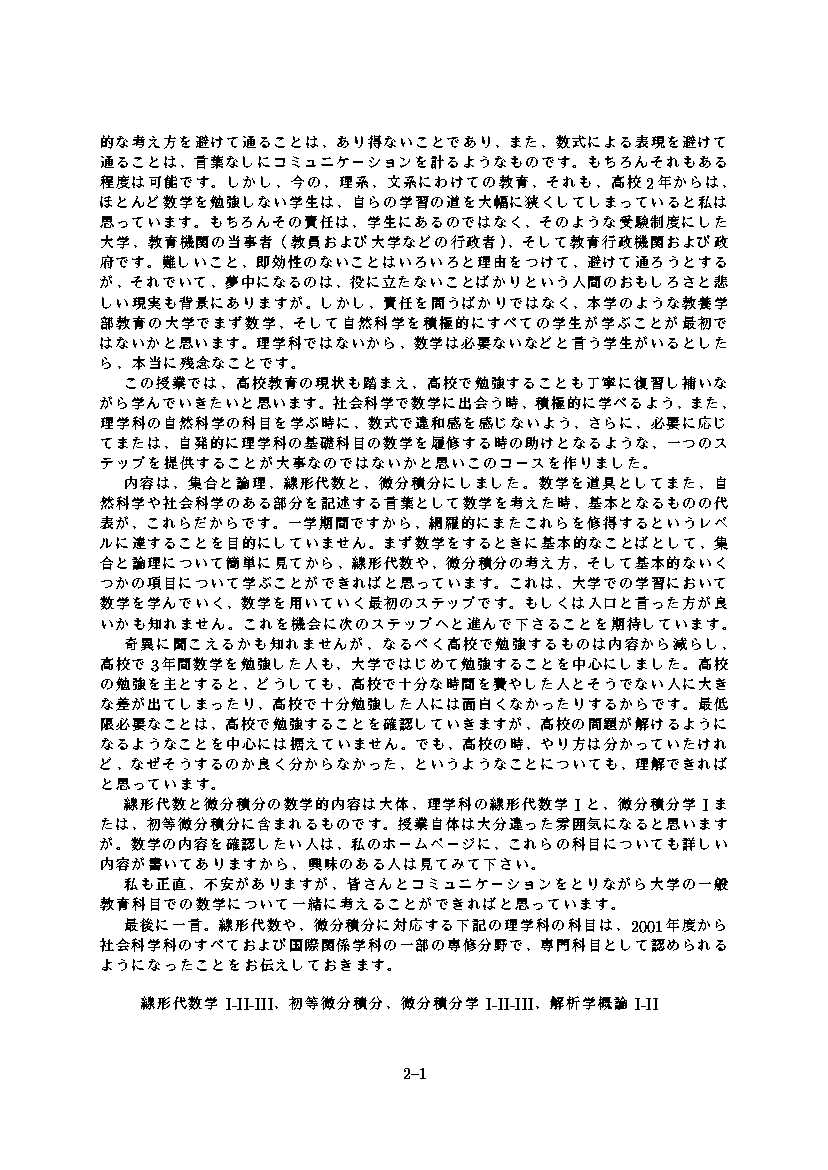 的な考え方を避けて通ることは、あり得ないことであり、また、数式による表現を避けて
通ることは、言葉なしにコミュニケーションを計るようなものです。もちろんそれもある
程度は可能です。しかし、今の、理系、文系にわけての教育、それも、高校 2 年からは、
ほとんど数学を勉強しない学生は、自らの学習の道を大幅に狭くしてしまっていると私は
思っています。もちろんその責任は、学生にあるのではなく、そのような受験制度にした
大学、教育機関の当事者（教員および大学などの行政者）、そして教育行政機関および政
府です。難しいこと、即効性のないことはいろいろと理由をつけて、避けて通ろうとする
が、それでいて、夢中になるのは、役に立たないことばかりという人間のおもしろさと悲
しい現実も背景にありますが。しかし、責任を問うばかりではなく、本学のような教養学
部教育の大学でまず数学、そして自然科学を積極的にすべての学生が学ぶことが最初で
はないかと思います。理学科ではないから、数学は必要ないなどと言う学生がいるとした
ら、本当に残念なことです。
この授業では、高校教育の現状も踏まえ、高校で勉強することも丁寧に復習し補いな
がら学んでいきたいと思います。社会科学で数学に出会う時、積極的に学べるよう、また、
理学科の自然科学の科目を学ぶ時に、数式で違和感を感じないよう、さらに、必要に応じ
てまたは、自発的に理学科の基礎科目の数学を履修する時の助けとなるような、一つのス
テップを提供することが大事なのではないかと思いこのコースを作りました。
内容は、集合と論理、線形代数と、微分積分にしました。数学を道具としてまた、自
然科学や社会科学のある部分を記述する言葉として数学を考えた時、基本となるものの代
表が、これらだからです。一学期間ですから、網羅的にまたこれらを修得するというレベ
ルに達することを目的にしていません。まず数学をするときに基本的なことばとして、集
合と論理について簡単に見てから、線形代数や、微分積分の考え方、そして基本的ないく
つかの項目について学ぶことができればと思っています。これは、大学での学習において
数学を学んでいく、数学を用いていく最初のステップです。もしくは入口と言った方が良
いかも知れません。これを機会に次のステップへと進んで下さることを期待しています。
奇異に聞こえるかも知れませんが、なるべく高校で勉強するものは内容から減らし、
高校で 3 年間数学を勉強した人も、大学ではじめて勉強することを中心にしました。高校
の勉強を主とすると、どうしても、高校で十分な時間を費やした人とそうでない人に大き
な差が出てしまったり、高校で十分勉強した人には面白くなかったりするからです。最低
限必要なことは、高校で勉強することを確認していきますが、高校の問題が解けるように
なるようなことを中心には据えていません。でも、高校の時、やり方は分かっていたけれ
ど、なぜそうするのか良く分からなかった、というようなことについても、理解できれば
と思っています。
線形代数と微分積分の数学的内容は大体、理学科の線形代数学 I と、微分積分学 I ま
たは、初等微分積分に含まれるものです。授業自体は大分違った雰囲気になると思います
が。数学の内容を確認したい人は、私のホームページに、これらの科目についても詳しい
内容が書いてありますから、興味のある人は見てみて下さい。
私も正直、不安がありますが、皆さんとコミュニケーションをとりながら大学の一般
教育科目での数学について一緒に考えることができればと思っています。
最後に一言。線形代数や、微分積分に対応する下記の理学科の科目は、2001 年度から
社会科学科のすべておよび国際関係学科の一部の専修分野で、専門科目として認められる
ようになったことをお伝えしておきます。
線形代数学 I-II-III、初等微分積分、微分積分学 I-II-III、解析学概論 I-II
2–1